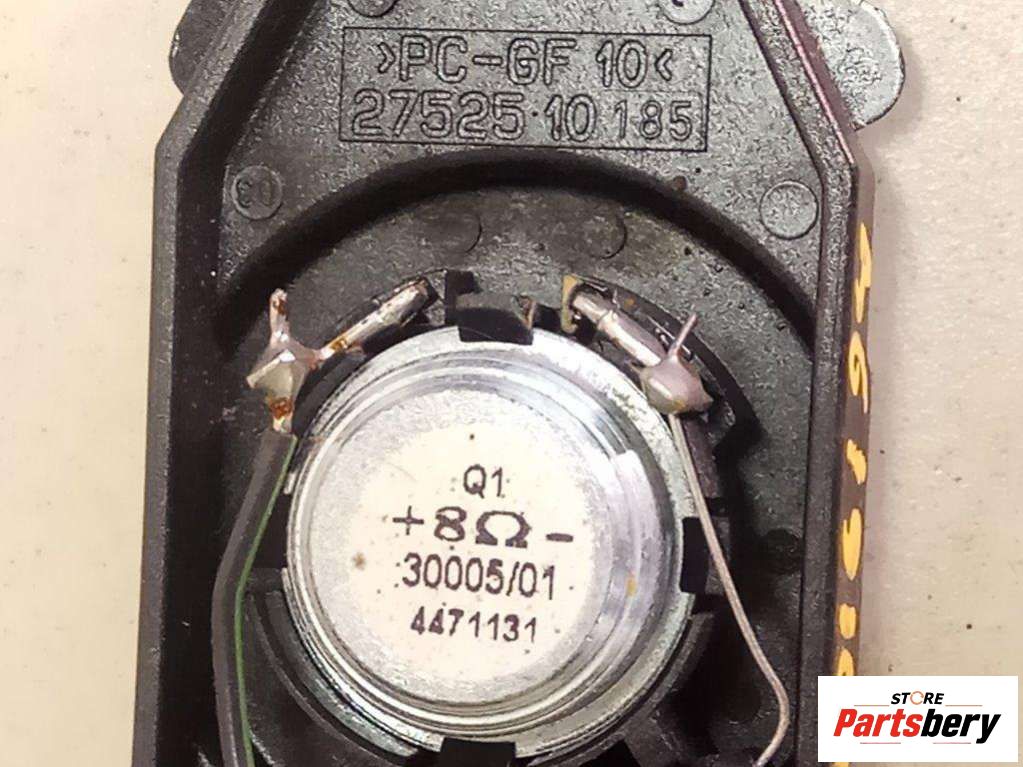 >PC-GF 10<
27525 10 185
Q1
+ 8Ω -
30005/01
4471131
STORE
Partsbery